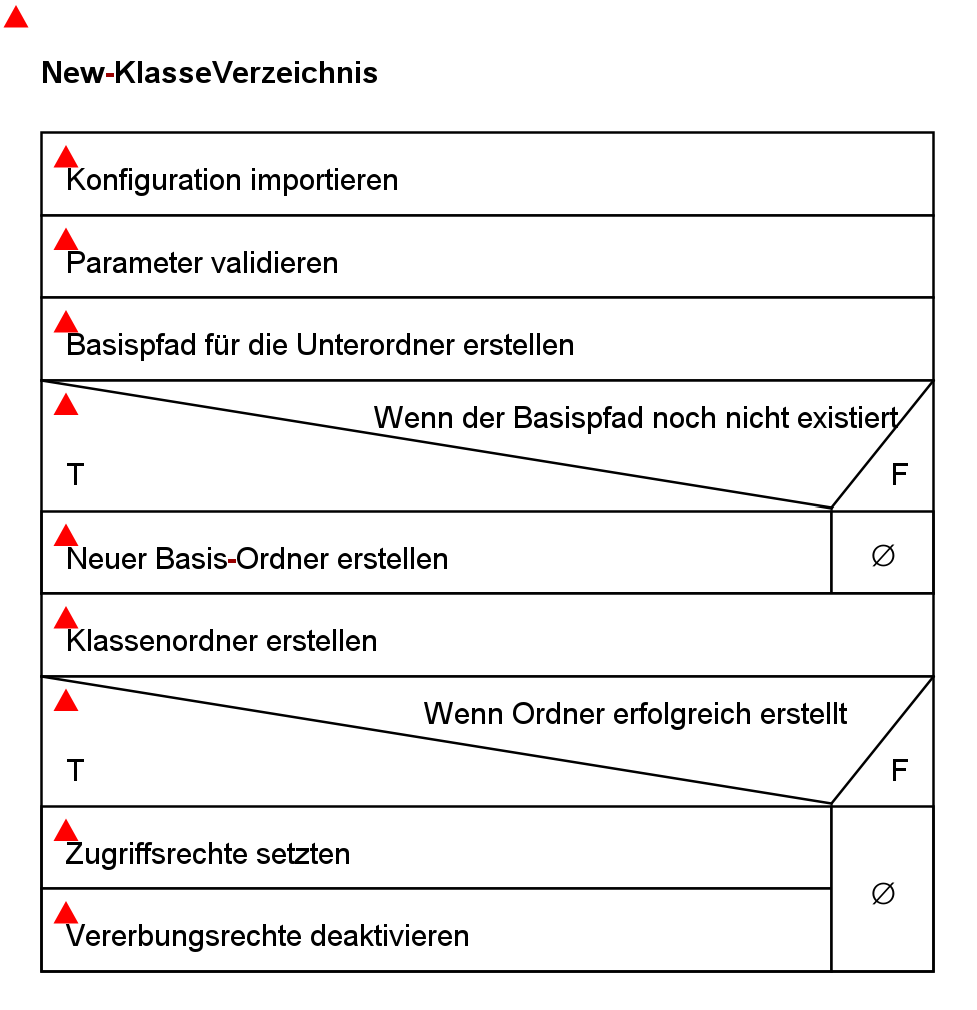 New-KlasseVerzeichnis
Konfiguration importieren
Parameter validieren
Basispfad für die Unterordner erstellen
Wenn der Basispfad noch nicht existiert
T
F
Neuer Basis-Ordner erstellen
∅
Klassenordner erstellen
Wenn Ordner erfolgreich erstellt
T
F
Zugriffsrechte setzten
∅
Vererbungsrechte deaktivieren